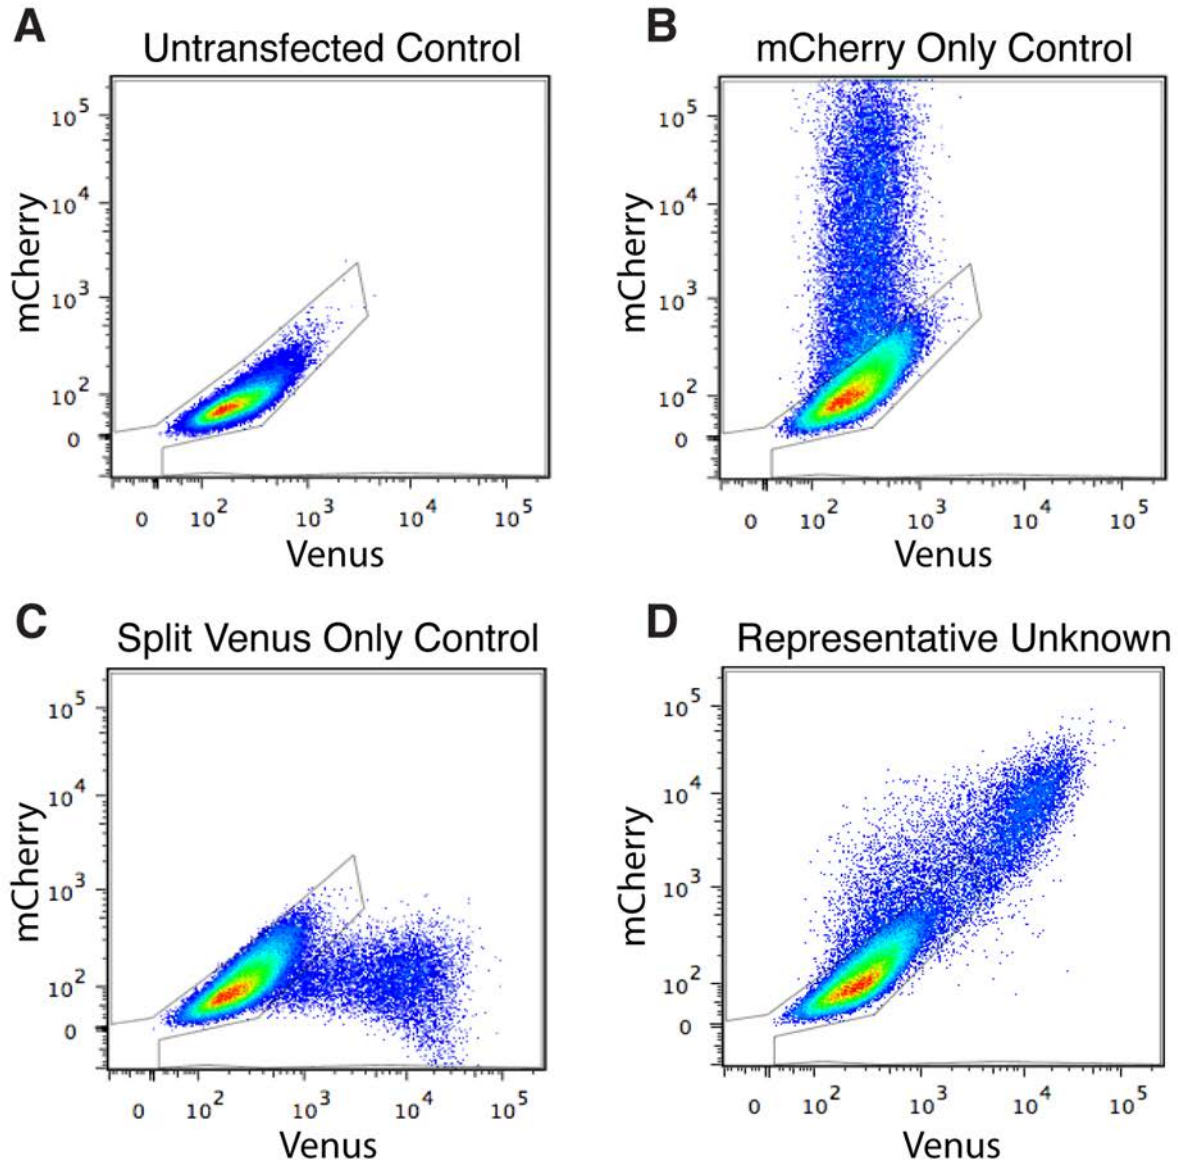 A
Untransfected Control
mCherry
10^5
10^4
10^3
10^2
0
0 10^2 10^3 10^4 10^5
Venus
B
mCherry Only Control
mCherry
10^5
10^4
10^3
10^2
0
0 10^2 10^3 10^4 10^5
Venus
C
Split Venus Only Control
mCherry
10^5
10^4
10^3
10^2
0
0 10^2 10^3 10^4 10^5
Venus
D
Representative Unknown
mCherry
10^5
10^4
10^3
10^2
0
0 10^2 10^3 10^4 10^5
Venus